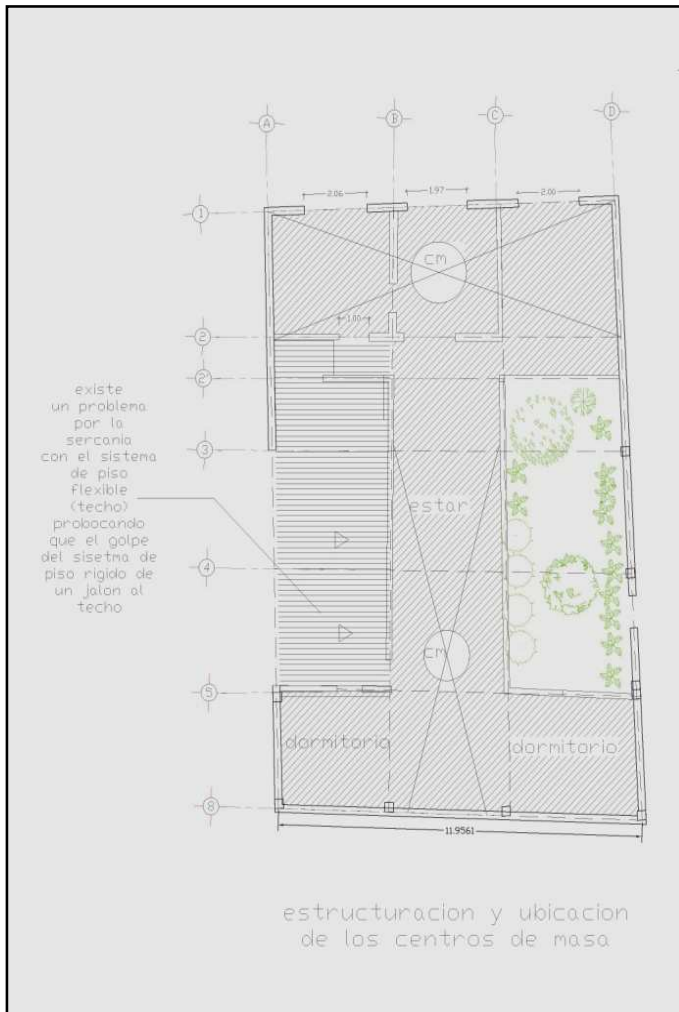 A
B
C
D
2.06
1.97
2.00
1
CM
1.00
2
2'
existe
un problema
por la
sercania
con el sistema
de piso
flexible
(techo)
probocando
que el golpe
del sisetma de
piso rigido de
un jalon al
techo
3
estar
4
CM
5
dormitorio
dormitorio
8
11.9561
estructuracion y ubicacion
de los centros de masa